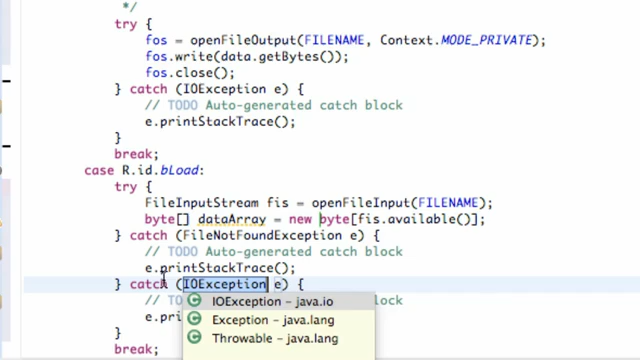 */
try {
fos = openFileOutput(FILENAME, Context.MODE_PRIVATE);
fos.write(data.getBytes());
fos.close();
} catch (IOException e) {
// TODO Auto-generated catch block
e.printStackTrace();
}
break;
case R.id.bLoad:
try {
FileInputStream fis = openFileInput(FILENAME);
byte[] dataArray = new byte[fis.available()];
} catch (FileNotFoundException e) {
// TODO Auto-generated catch block
e.printStackTrace();
} catch (IOException e) {
// T
IOException - java.io
k block
e.pri
Exception - java.lang
}
Throwable - java.lang
break;